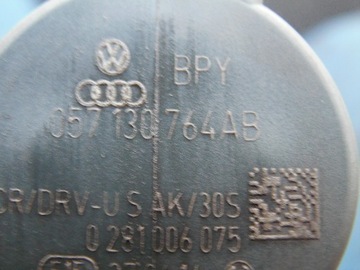 BPY
057 130 764AB
CR/DRV-U S AK/30S
0 281 006 075